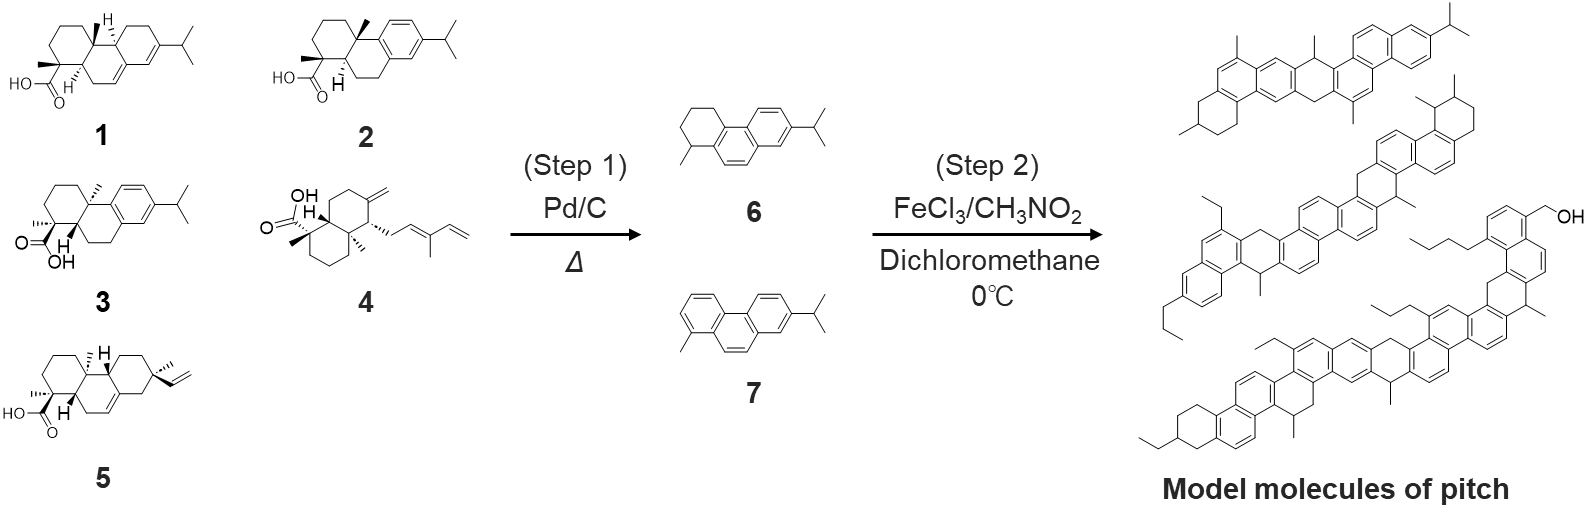 H
H
HO
O
1
HO
O
H
2
O
H
OH
3
OH
O
H
4
H
H
HO
O
5
(Step 1)
Pd/C
Δ
6
7
(Step 2)
FeCl₃/CH₃NO₂
Dichloromethane
0℃
OH
Model molecules of pitch